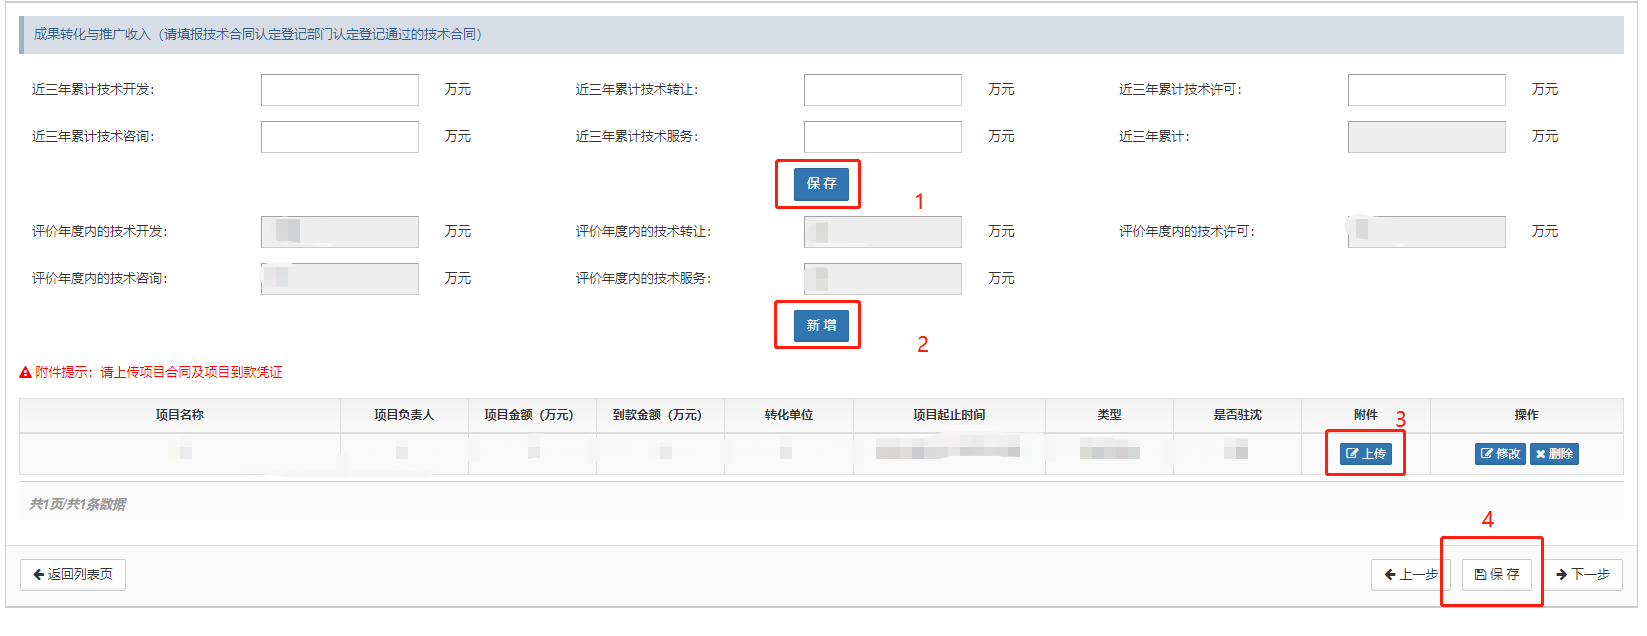 成果转化与推广收入（请填报技术合同认定登记部门认定登记通过的技术合同）
近三年累计技术开发： 万元 近三年累计技术转让： 万元 近三年累计技术许可： 万元
近三年累计技术咨询： 万元 近三年累计技术服务： 万元 近三年累计： 万元
保 存
1
评价年度内的技术开发： 万元 评价年度内的技术转让： 万元 评价年度内的技术许可： 万元
评价年度内的技术咨询： 万元 评价年度内的技术服务： 万元
新 增
2
附件提示：请上传项目合同及项目到款凭证
项目名称 项目负责人 项目金额（万元) 到款金额（万元) 转化单位 项目起止时间 类型 是否驻沈 附件 操作
3
上传 修改 删除
共1页/共1条数据
4
返回列表页 上一步 保 存 下一步